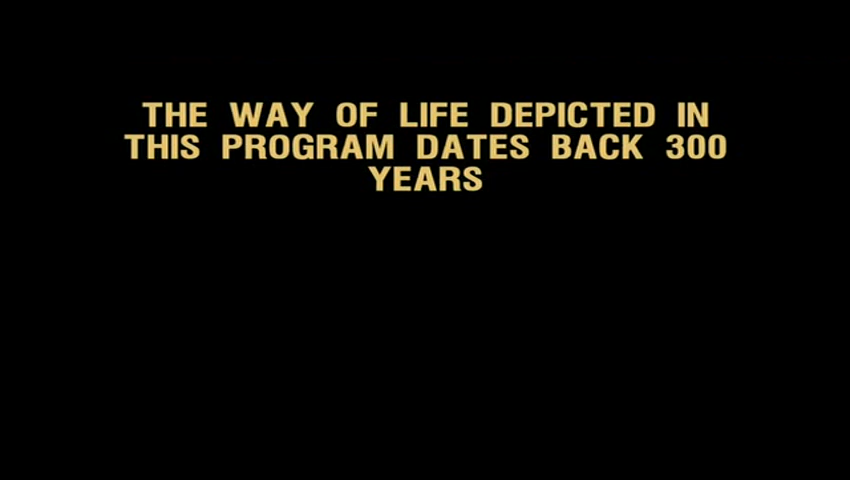 THE WAY OF LIFE DEPICTED IN
THIS PROGRAM DATES BACK 300
YEARS